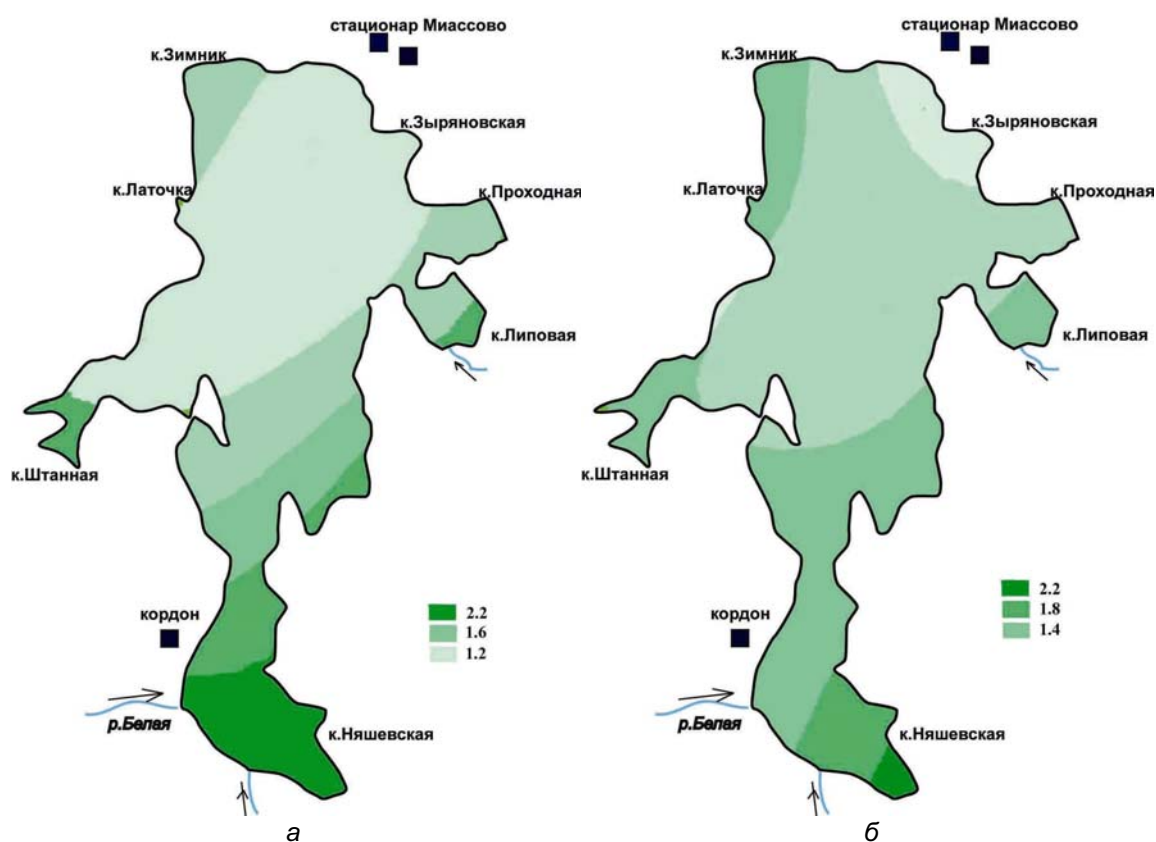 стационар Миассово
к.Зимник
к.Зыряновская
к.Латочка
к.Проходная
к.Липовая
к.Штанная
2.2
1.6
1.2
кордон
р.Белая
к.Няшевская
а
стационар Миассово
к.Зимник
к.Зыряновская
к.Латочка
к.Проходная
к.Липовая
к.Штанная
2.2
1.8
1.4
кордон
р.Белая
к.Няшевская
б